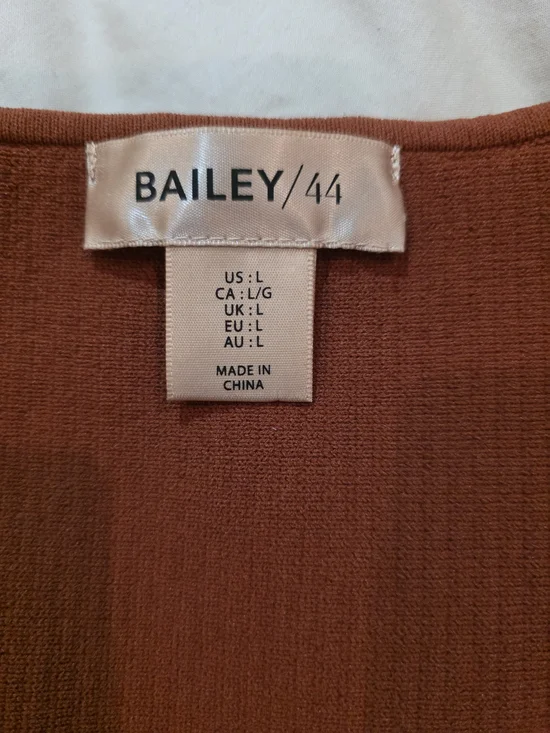 BAILEY/44
US : L
CA : L/G
UK : L
EU : L
AU : L
MADE IN
CHINA